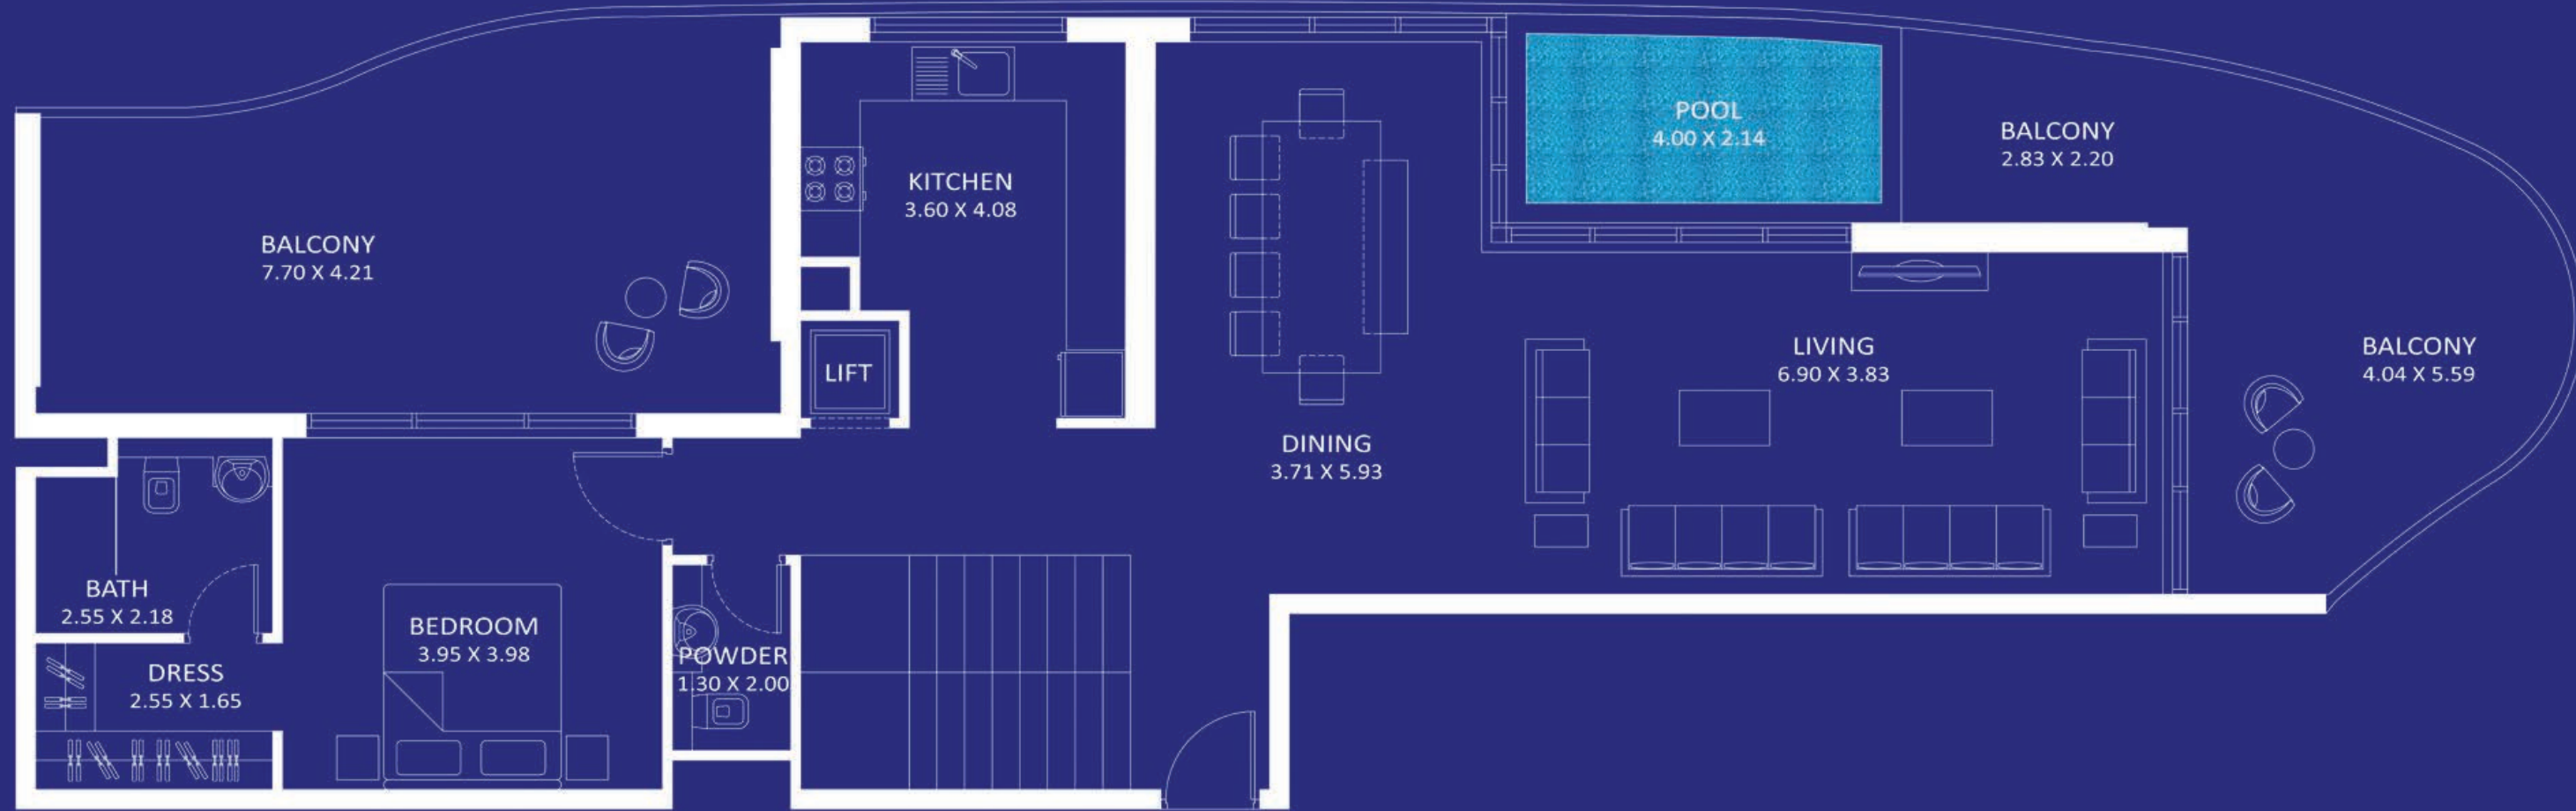 POOL
4.00 X 2.14
BALCONY
2.83 X 2.20
KITCHEN
3.60 X 4.08
BALCONY
7.70 X 4.21
LIFT
LIVING
6.90 X 3.83
BALCONY
4.04 X 5.59
DINING
3.71 X 5.93
BATH
2.55 X 2.18
BEDROOM
3.95 X 3.98
POWDER
1.30 X 2.00
DRESS
2.55 X 1.65